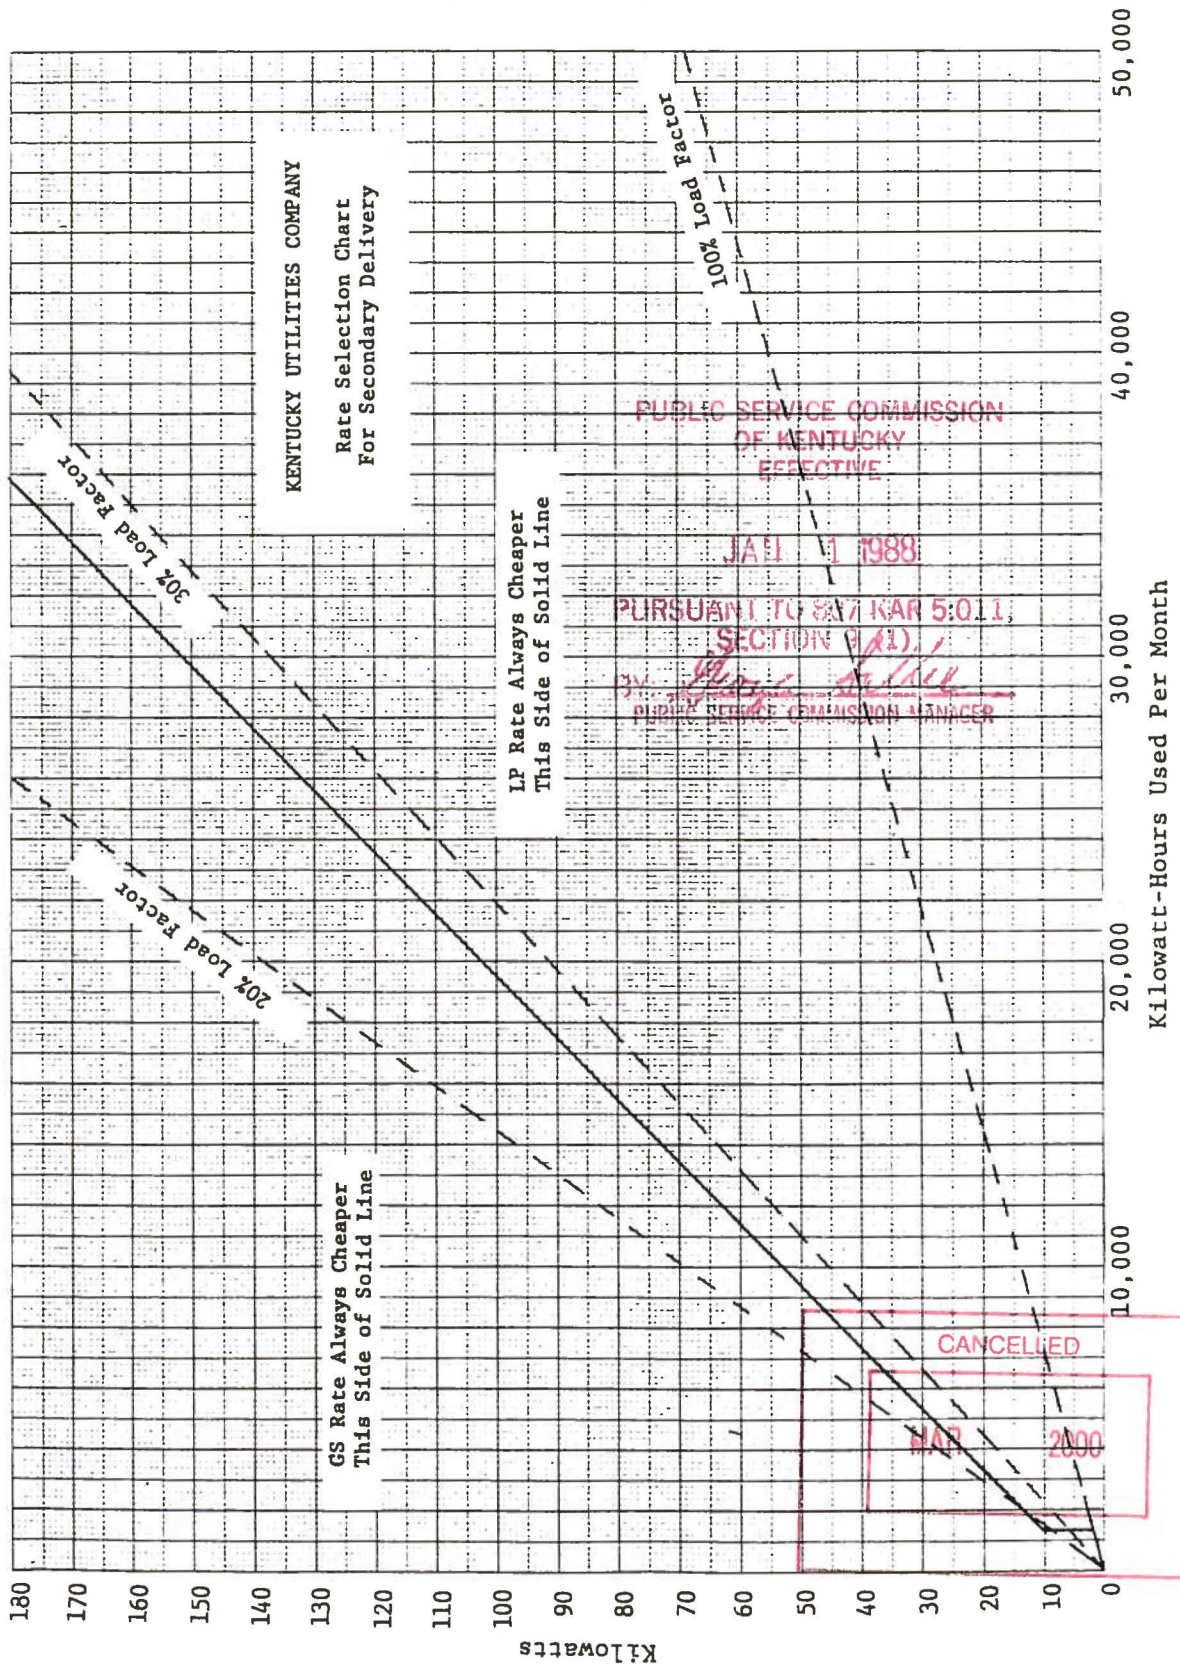 KENTUCKY UTILITIES COMPANY
Rate Selection Chart
For Secondary Delivery
20% Load Factor
30% Load Factor
100% Load Factor
GS Rate Always Cheaper
This Side of Solid Line
LP Rate Always Cheaper
This Side of Solid Line
Kilowatts
180
170
160
150
140
130
120
110
100
90
80
70
60
50
40
30
20
10
0
10,000
20,000
30,000
40,000
50,000
Kilowatt-Hours Used Per Month
PUBLIC SERVICE COMMISSION
OF KENTUCKY
EFFECTIVE
JAN 1 1988
PURSUANT TO 807 KAR 5:011,
SECTION 9 (1)
BY:
PUBLIC SERVICE COMMISSION MANAGER
CANCELLED
MAR 2000